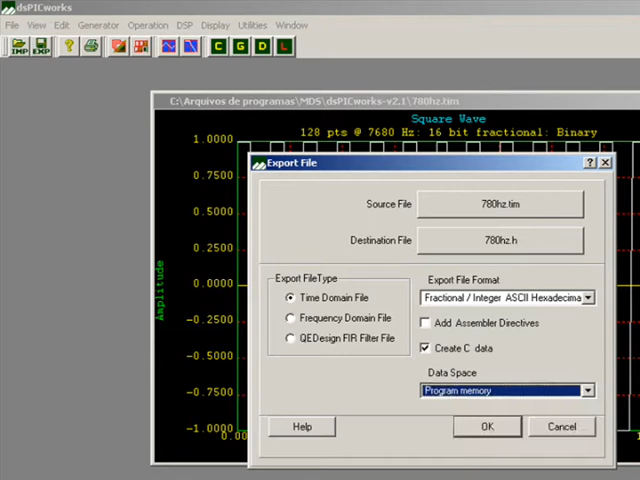 dsPICworks
File View Edit Generator Operation DSP Display Utilities Window
IMP EXP ? C G D L
C:\Arquivos de programas\MDS\dsPICworks-v2.1\780hz.tim
Square Wave
128 pts @ 7680 Hz: 16 bit fractional: Binary
1.0000
0.7500
0.5000
0.2500
0.0000
-0.2500
-0.5000
-0.7500
-1.0000
0.00
Amplitude
Export File
Source File 780hz.tim
Destination File 780hz.h
Export FileType
Time Domain File
Frequency Domain File
QEDesign FIR Filter File
Export File Format
Fractional / Integer ASCII Hexadecima
Add Assembler Directives
Create C data
Data Space
Program memory
Help OK Cancel